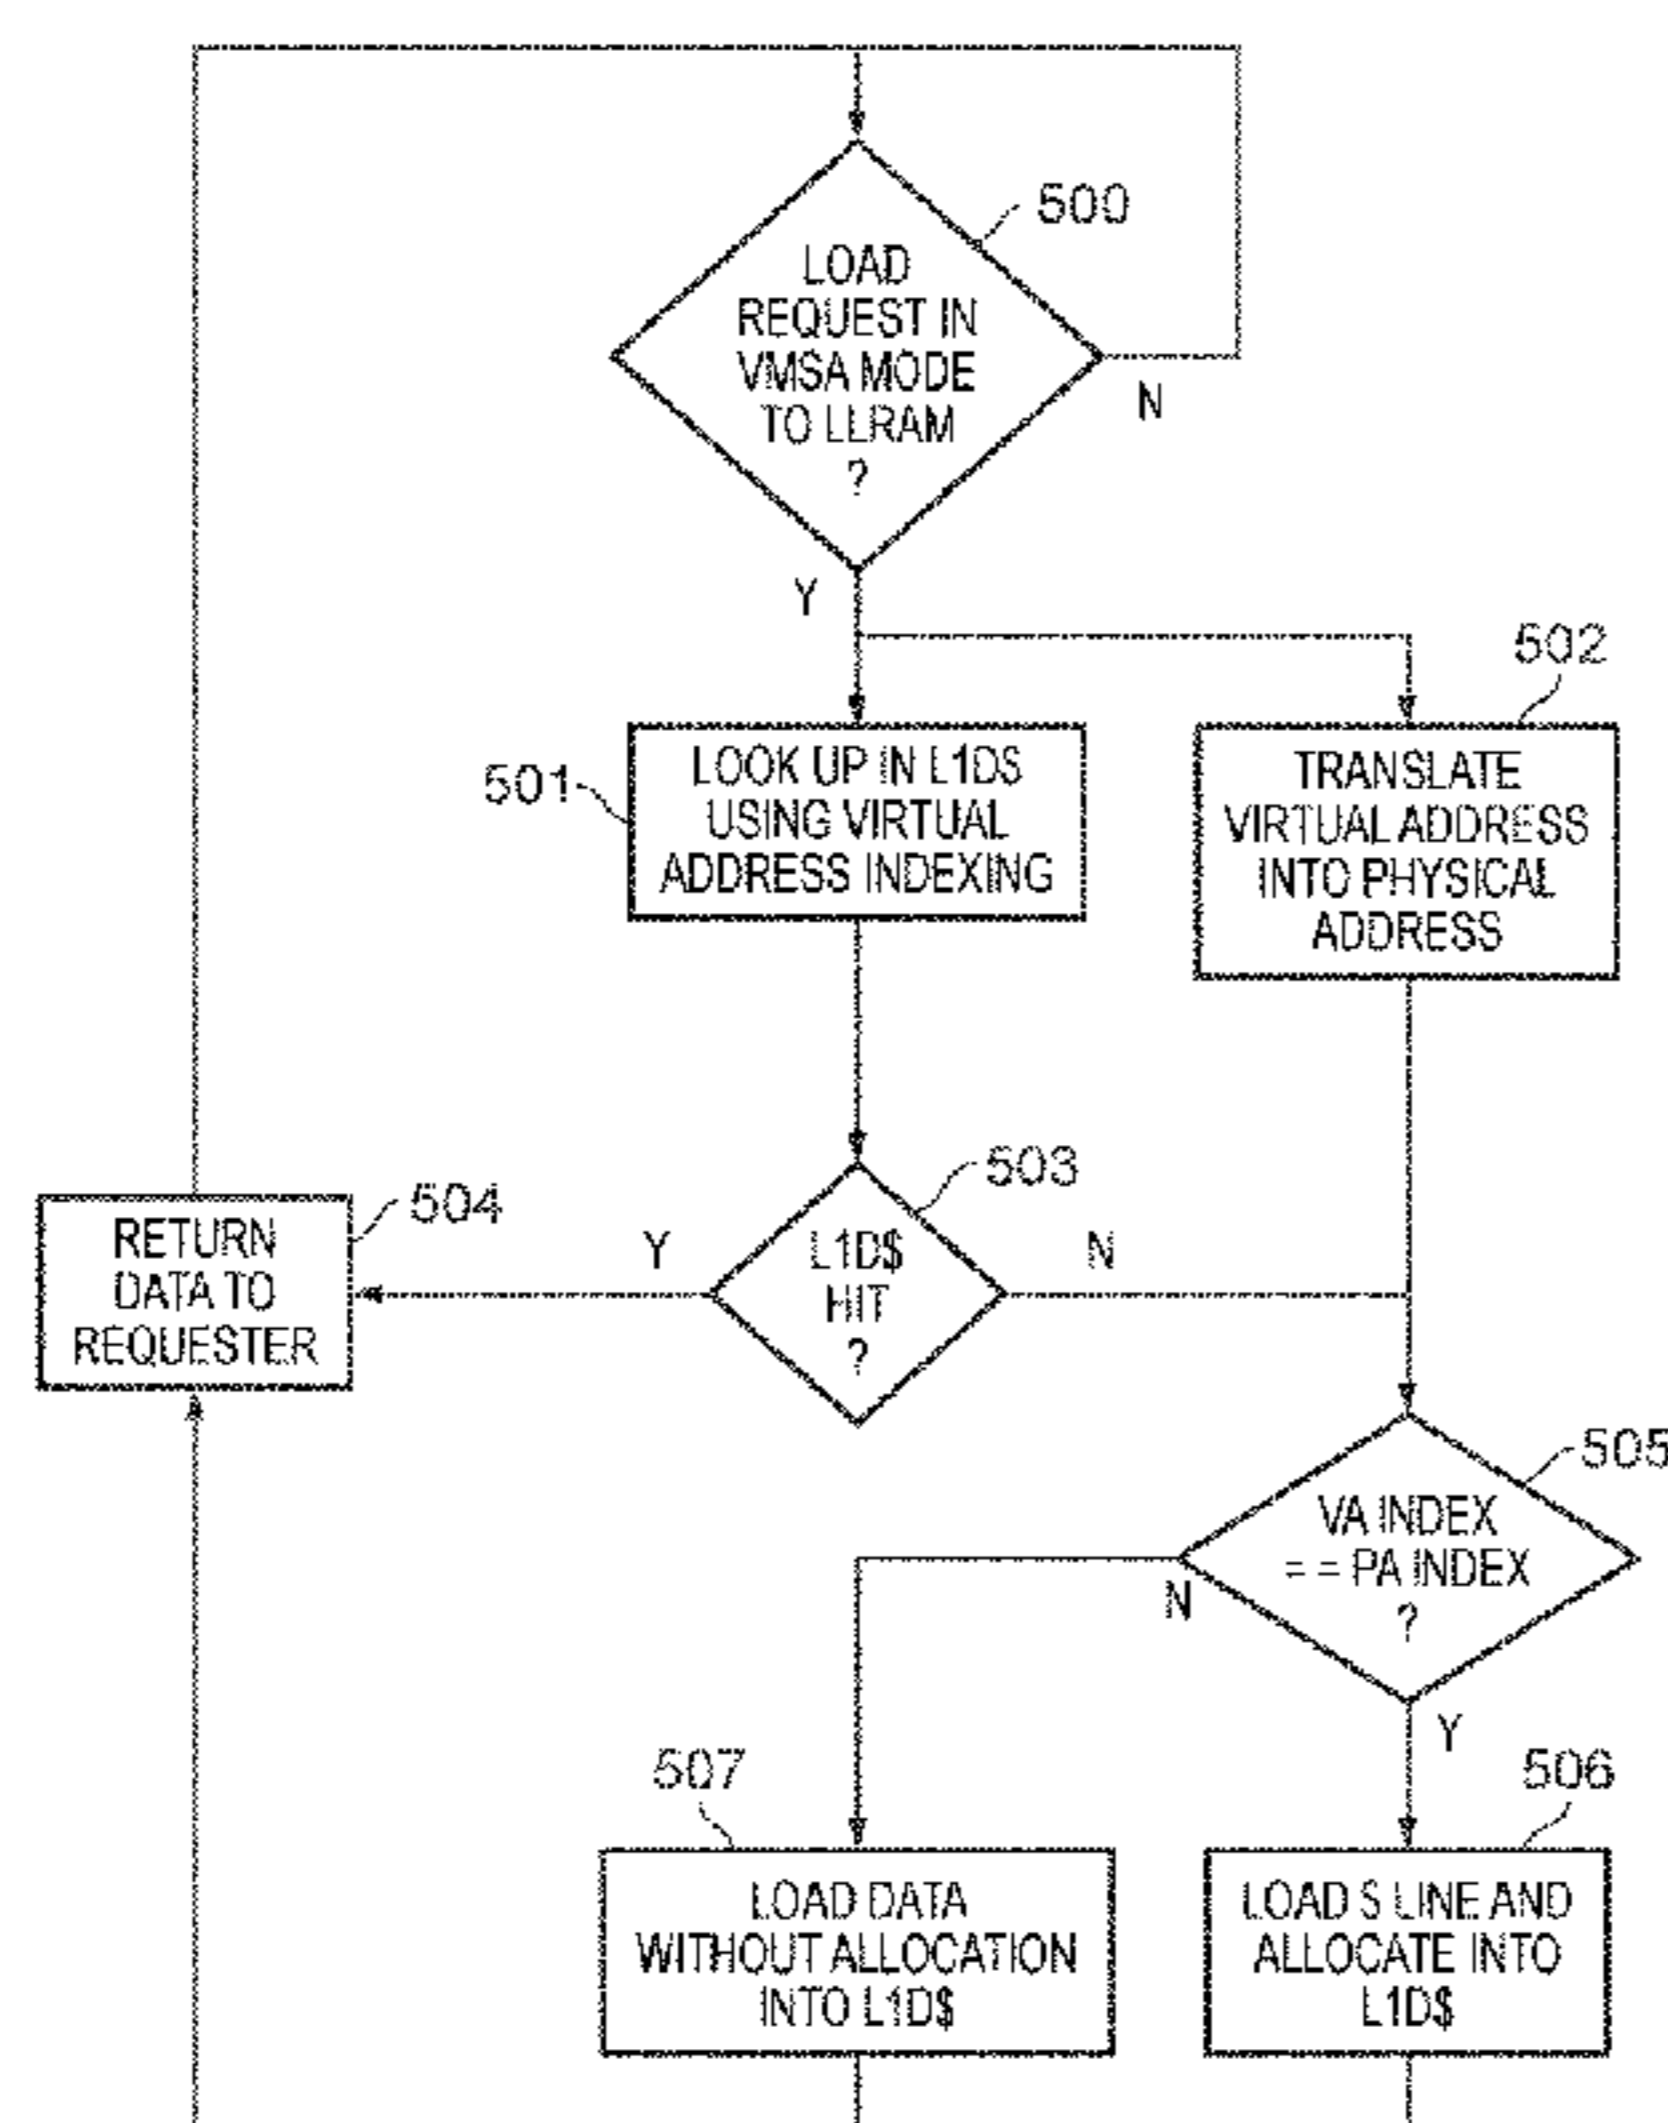 500
LOAD
REQUEST IN
VMSA MODE
TO LLRAM
?
N
Y
502
501
LOOK UP IN L1D$
USING VIRTUAL
ADDRESS INDEXING
TRANSLATE
VIRTUAL ADDRESS
INTO PHYSICAL
ADDRESS
503
504
RETURN
DATA TO
REQUESTER
Y
L1D$
HIT
?
N
505
VA INDEX
= = PA INDEX
?
N
Y
507
506
LOAD DATA
WITHOUT ALLOCATION
INTO L1D$
LOAD $ LINE AND
ALLOCATE INTO
L1D$